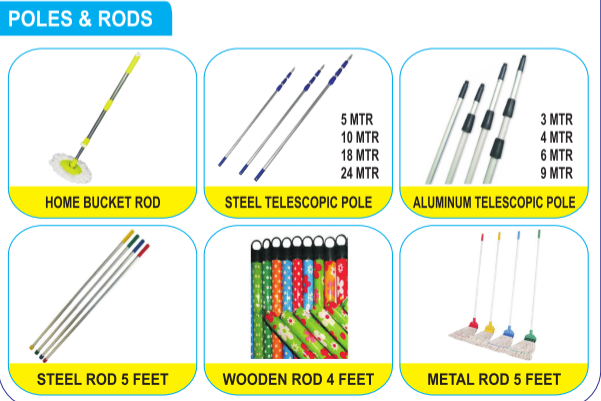 POLES & RODS
HOME BUCKET ROD
5 MTR
10 MTR
18 MTR
24 MTR
STEEL TELESCOPIC POLE
3 MTR
4 MTR
6 MTR
9 MTR
ALUMINUM TELESCOPIC POLE
STEEL ROD 5 FEET
WOODEN ROD 4 FEET
METAL ROD 5 FEET